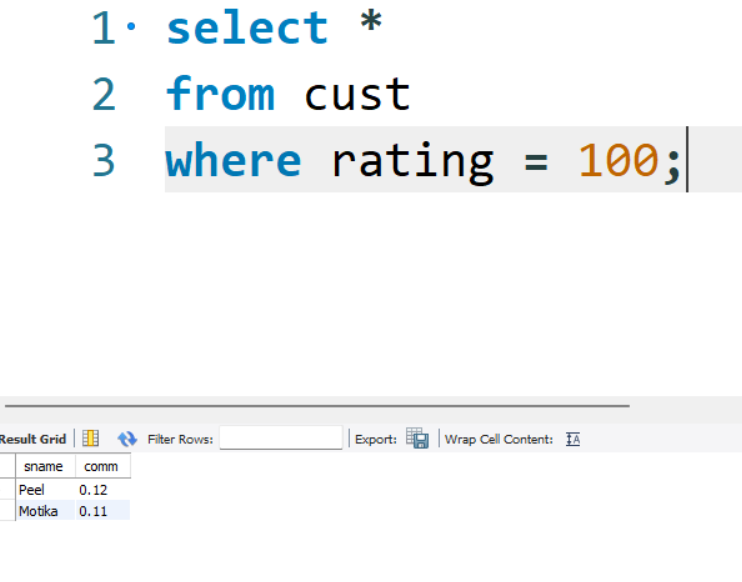 1 select *
2 from cust
3 where rating = 100;
Result Grid Filter Rows: Export: Wrap Cell Content: IA
sname comm
Peel 0.12
Motika 0.11